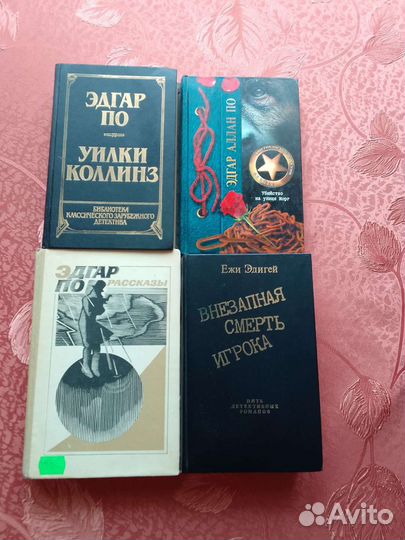 ЭДГАР
ПО
УИЛКИ
КОЛЛИНЗ
БИБЛИОТЕКА
КЛАССИЧЕСКОГО ЗАРУБЕЖНОГО
ДЕТЕКТИВА
ЭДГАР АЛЛАН ПО
Убийство
на улице Морг
ЭДГАР
ПО РАССКАЗЫ
Ежи Эдигей
ВНЕЗАПНАЯ
СМЕРТЬ
ИГРОКА
ПЯТЬ
ДЕТЕКТИВНЫХ
РОМАНОВ
Avito